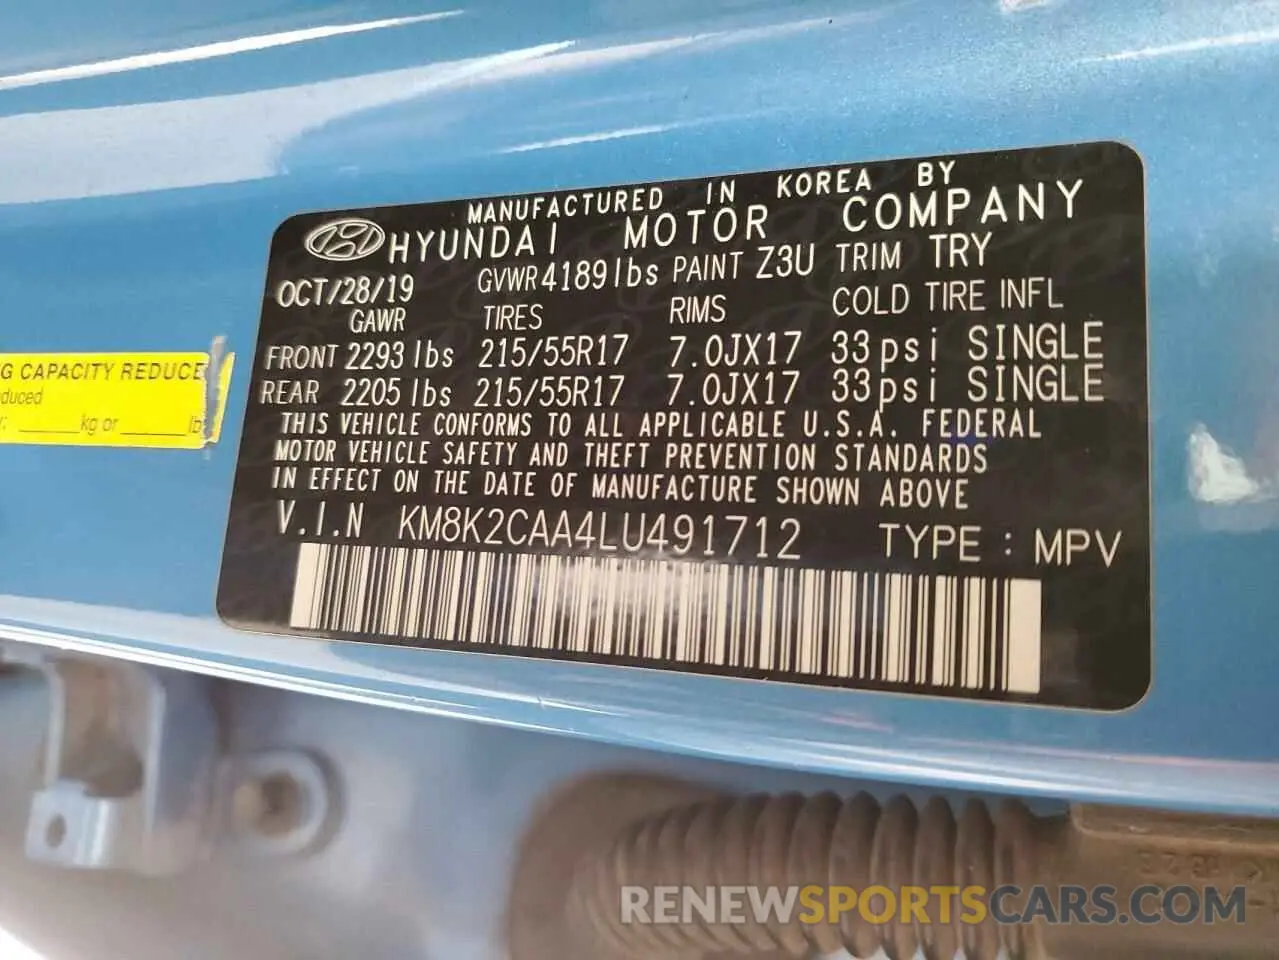 MANUFACTURED IN KOREA BY
HYUNDAI MOTOR COMPANY
OCT/28/19 GVWR 4189lbs PAINT Z3U TRIM TRY
GAWR TIRES RIMS COLD TIRE INFL
FRONT 2293 lbs 215/55R17 7.0JX17 33psi SINGLE
REAR 2205 lbs 215/55R17 7.0JX17 33psi SINGLE
THIS VEHICLE CONFORMS TO ALL APPLICABLE U.S.A. FEDERAL
MOTOR VEHICLE SAFETY AND THEFT PREVENTION STANDARDS
IN EFFECT ON THE DATE OF MANUFACTURE SHOWN ABOVE
V.I.N KM8K2CAA4LU491712 TYPE : MPV
G CAPACITY REDUCE
duced
kg or lb
RENEWSPORTSCARS.COM